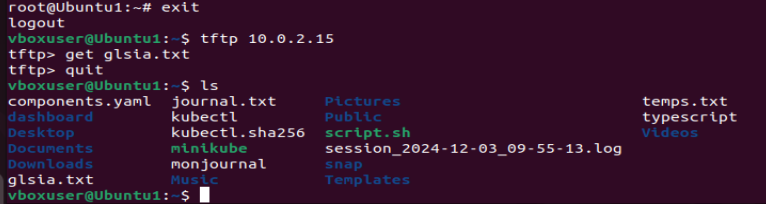 root@Ubuntu1:~# exit
logout
vboxuser@Ubuntu1:~$ tftp 10.0.2.15
tftp> get glsia.txt
tftp> quit
vboxuser@Ubuntu1:~$ ls
components.yaml journal.txt Pictures temps.txt
dashboard kubectl Public typescript
Desktop kubectl.sha256 script.sh Videos
Documents minikube session_2024-12-03_09-55-13.log
Downloads monjournal snap
glsia.txt Music Templates
vboxuser@Ubuntu1:~$